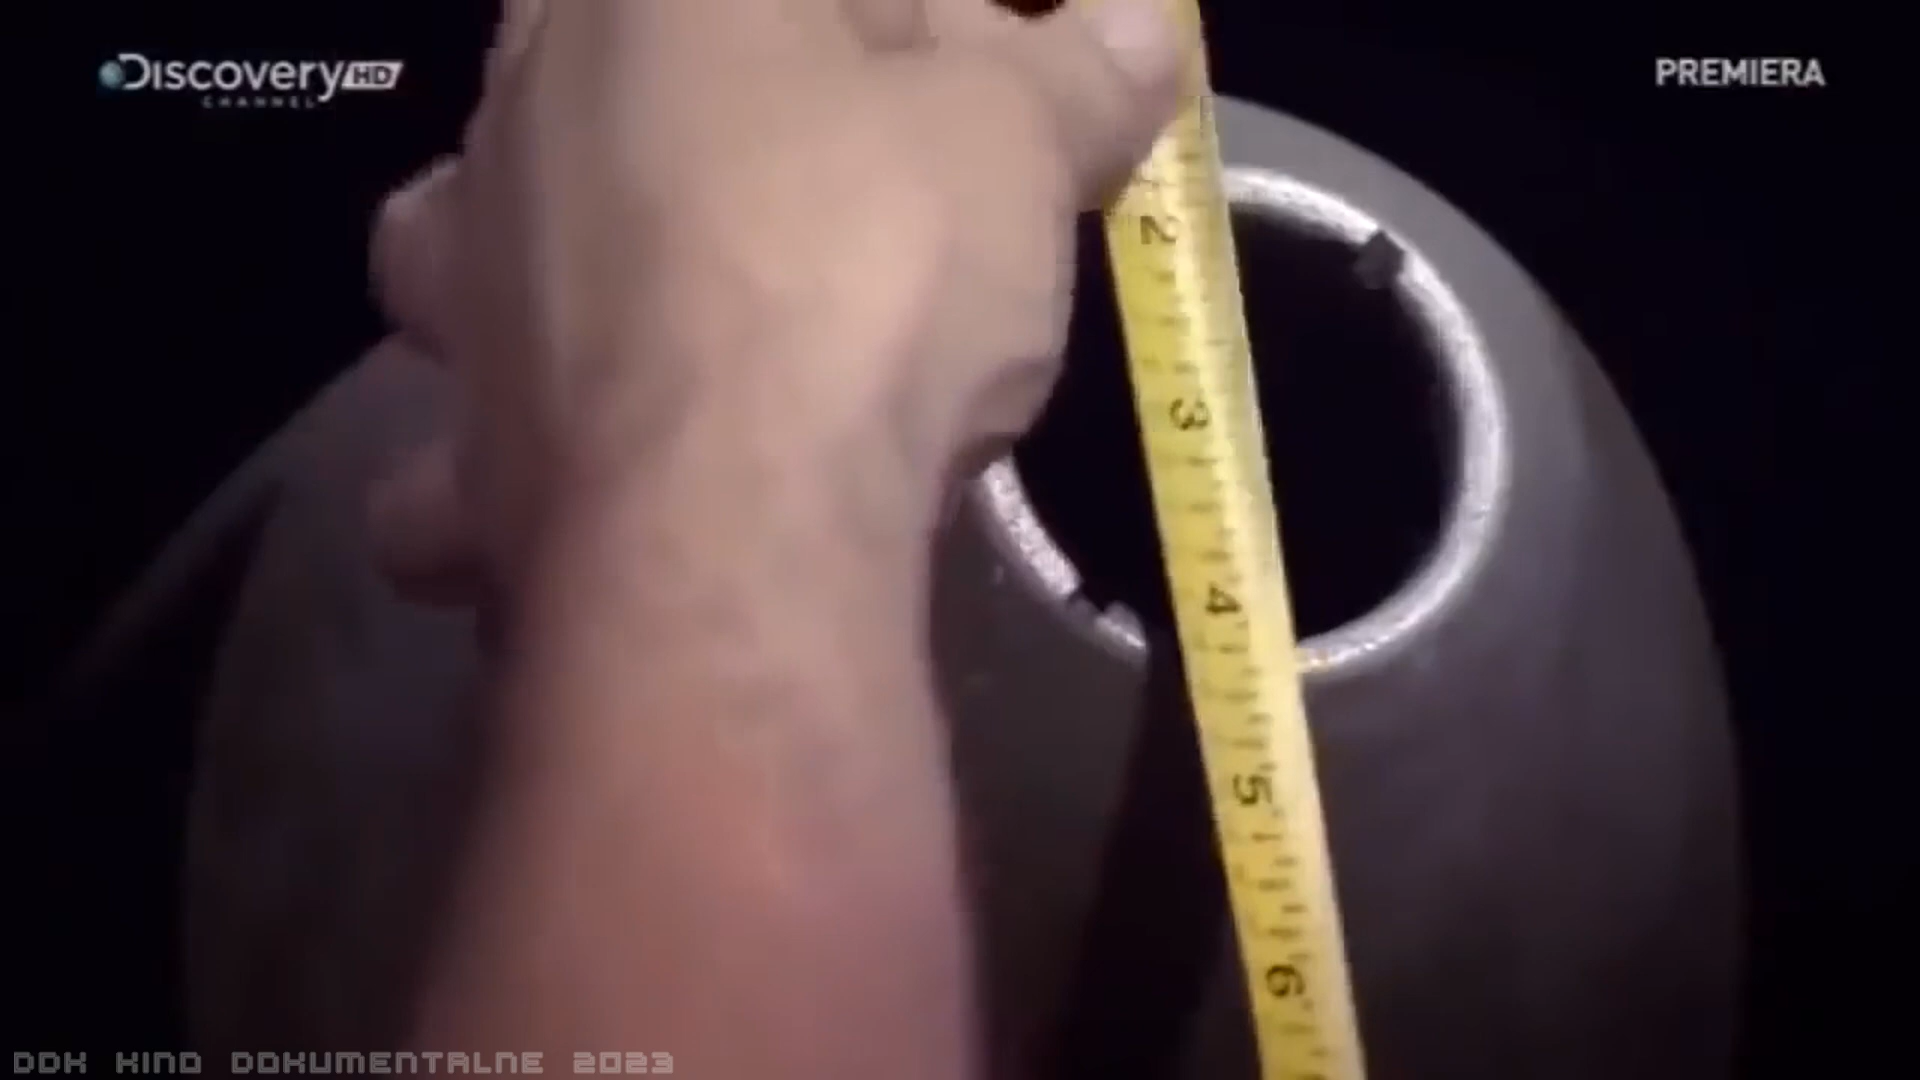 DISCOVERY HD
CHANNEL
PREMIERA
2
3
4
5
6
DDK KINO DOKUMENTALNE 2023